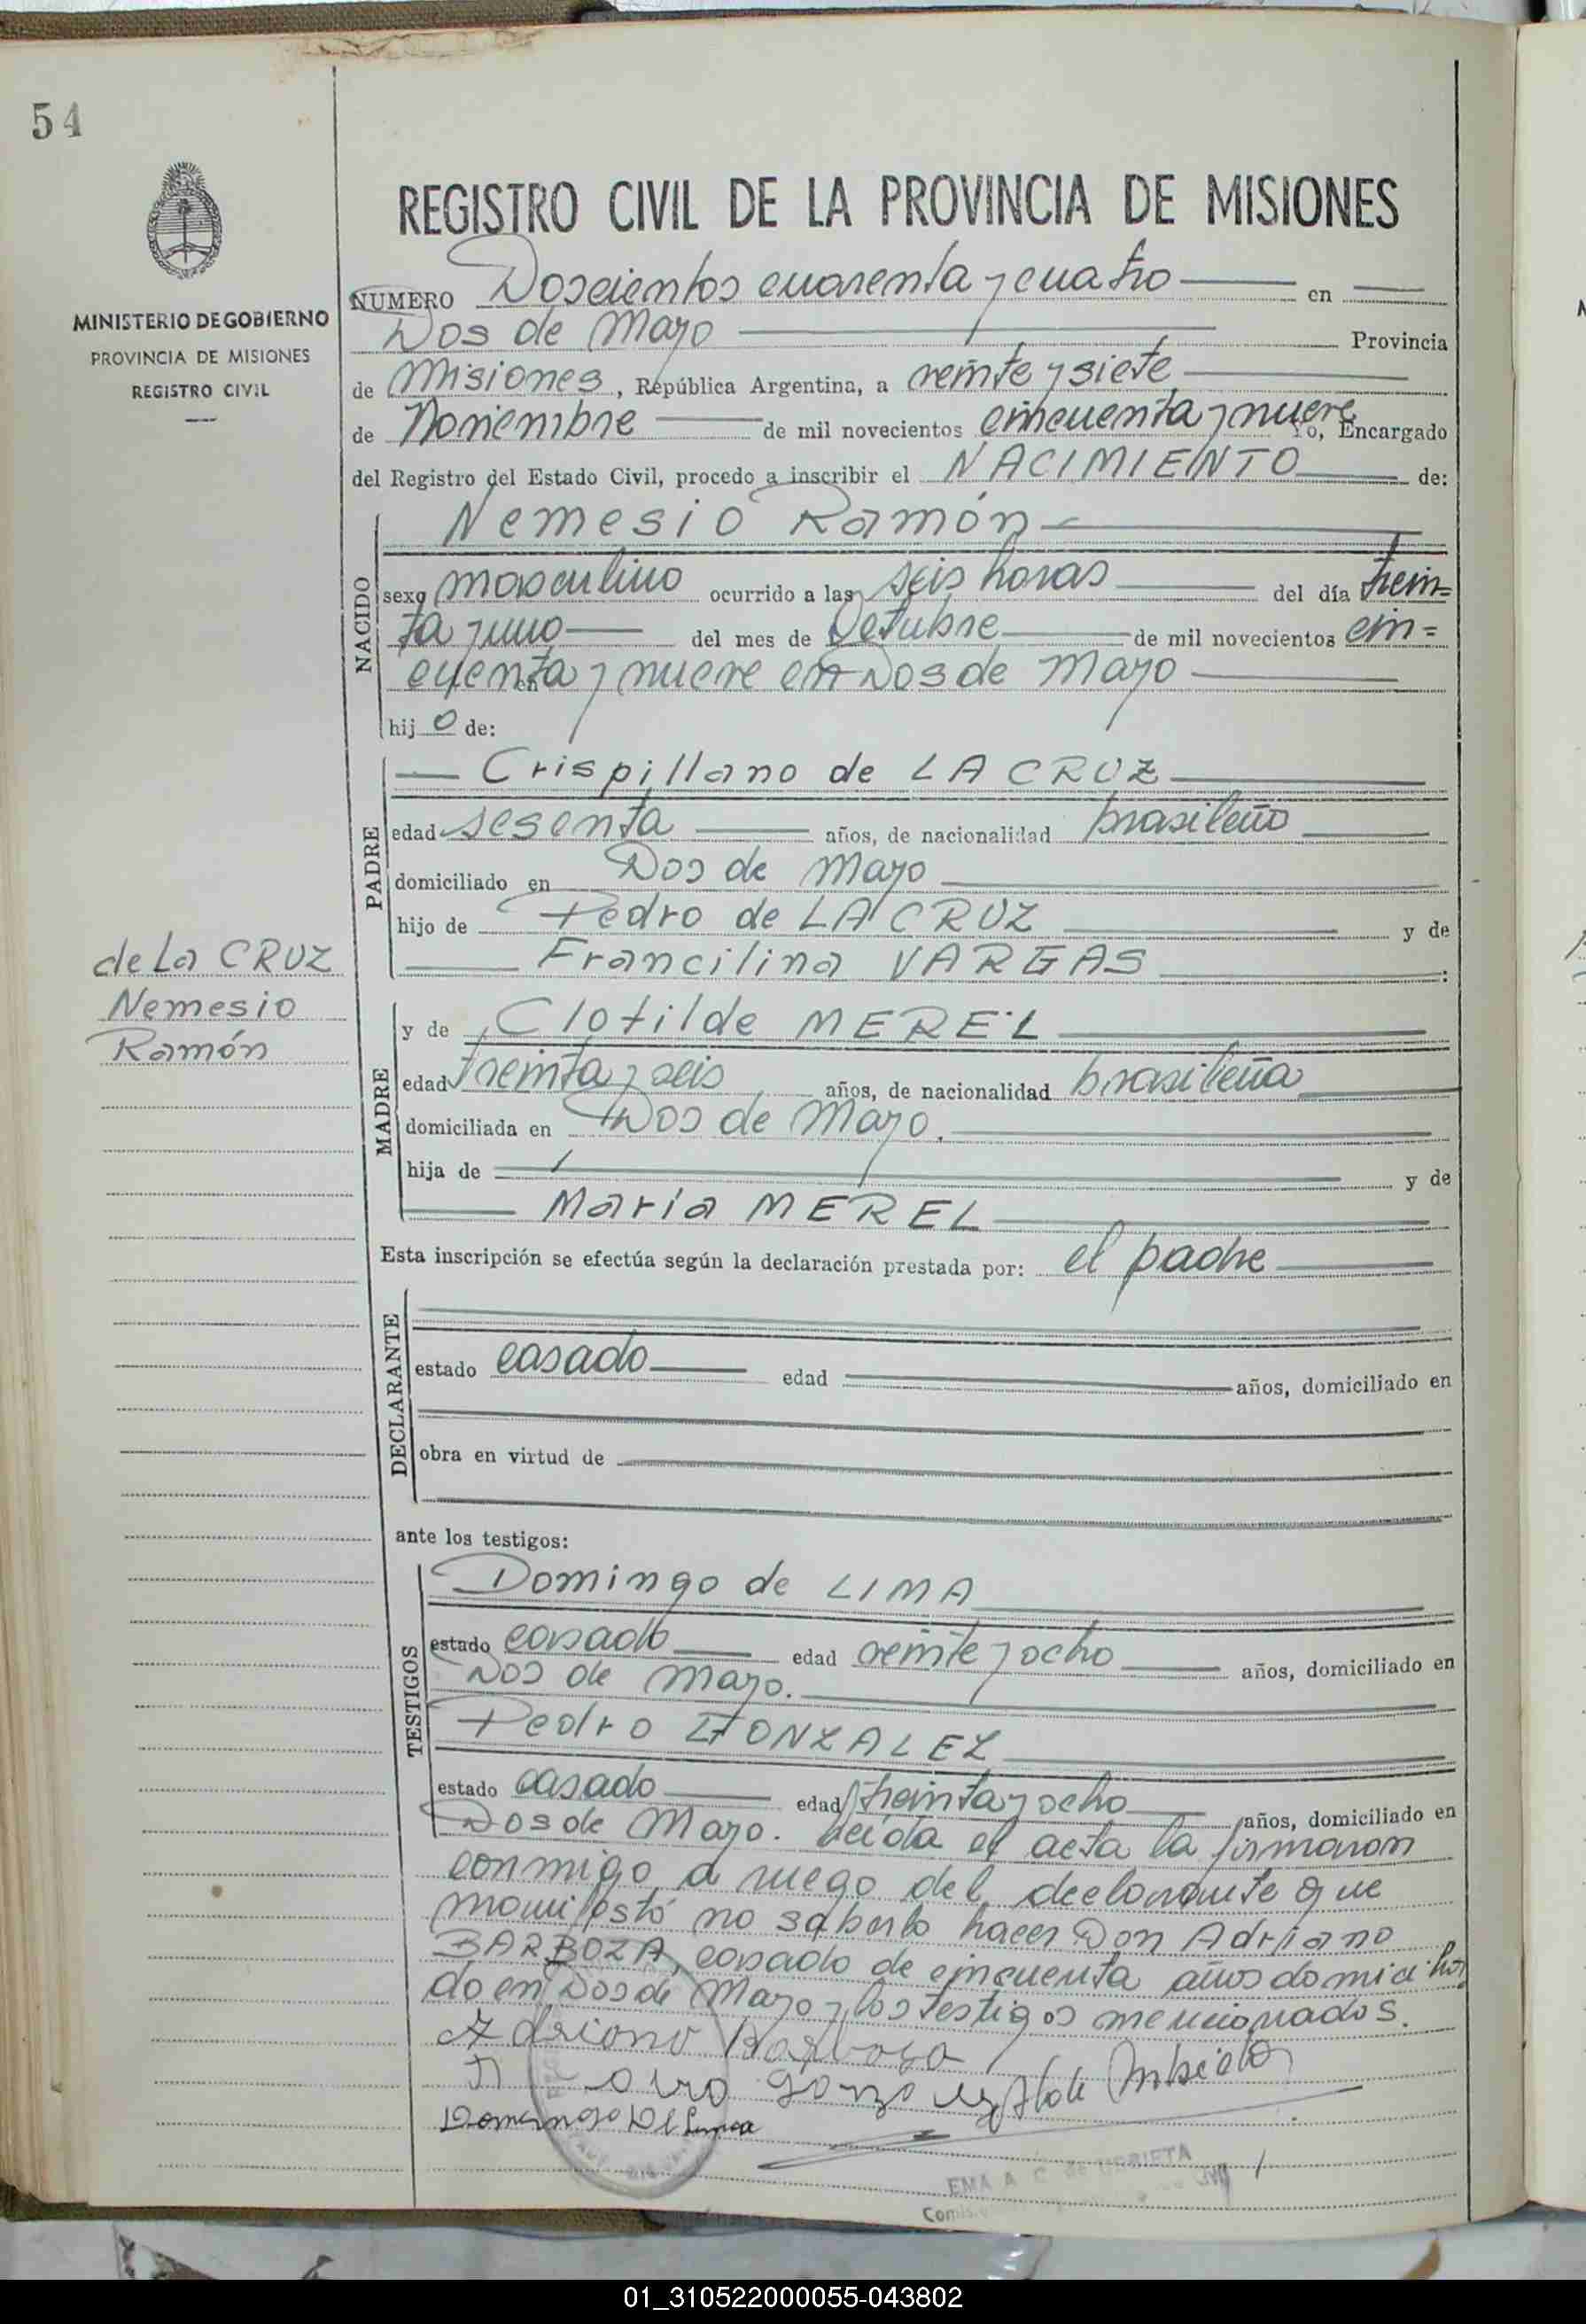 54
MINISTERIO DE GOBIERNO
PROVINCIA DE MISIONES
REGISTRO CIVIL
REGISTRO CIVIL DE LA PROVINCIA DE MISIONES
NUMERO Doscientos cuarenta y cuatro en
Dos de Mayo Provincia
de Misiones, República Argentina, a veinte y siete
de Noviembre de mil novecientos cincuenta y nueve Yo, Encargado
del Registro del Estado Civil, procedo a inscribir el NACIMIENTO de:
Nemesio Ramón
NACIDO
sexo masculino ocurrido a las seis horas del día trein=
ta y uno del mes de Octubre de mil novecientos cin=
cuenta y nueve en Dos de Mayo
hijo de:
PADRE
Crispillano de LA CRUZ
edad sesenta años, de nacionalidad brasileño
domiciliado en Dos de Mayo
hijo de Pedro de LA CRUZ y de
Francilina VARGAS
de La CRUZ
Nemesio
Ramón
MADRE
y de Clotilde MEREL
edad treinta y seis años, de nacionalidad brasileña
domiciliada en Dos de Mayo.
hija de y de
Maria MEREL
Esta inscripción se efectúa según la declaración prestada por: el padre
DECLARANTE
estado casado edad años, domiciliado en
obra en virtud de
ante los testigos:
TESTIGOS
Domingo de LIMA
estado casado edad veinte y ocho años, domiciliado en
Dos de Mayo.
Pedro GONZALEZ
estado casado edad treinta y ocho años, domiciliado en
Dos de Mayo. Leída el acta la firmaron
conmigo, a ruego del declarante que
manifestó no saberlo hacer Don Adriano
BARBOZA, casado de cincuenta años domicilia
do en Dos de Mayo y los testigos mencionados.
Adriano Barboza
Domingo De Lima
EMA A. C. de URRIETA
01_310522000055-043802